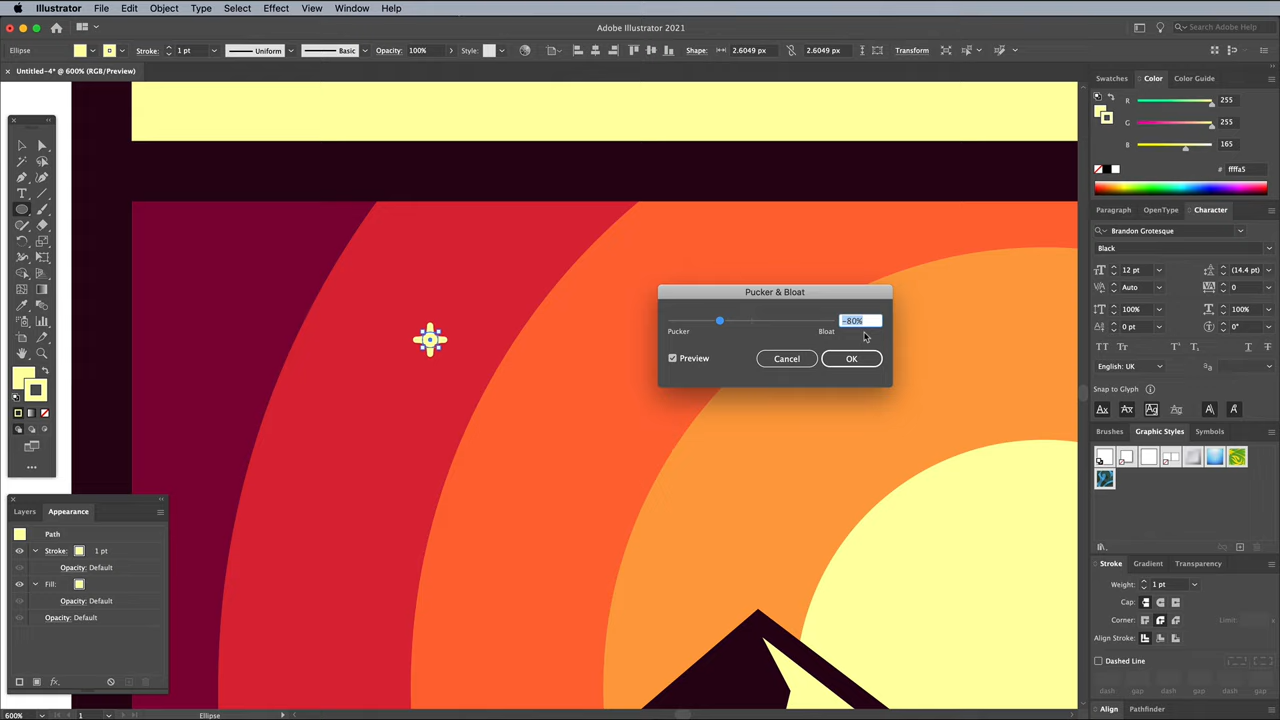 Illustrator File Edit Object Type Select Effect View Window Help
Adobe Illustrator 2021
Search Adobe Help
Ellipse Stroke: 1 pt Uniform Basic Opacity: 100% Style: Shape: 2.6049 px 2.6049 px Transform
Untitled-4* @ 600% (RGB/Preview)
Swatches Color Color Guide
R 255
G 255
B 165
# ffffa5
Paragraph OpenType Character
Brandon Grotesque
Black
12 pt (14.4 pt)
Auto 0
100% 100%
0 pt 0°
English: UK
Snap to Glyph
Brushes Graphic Styles Symbols
Pucker & Bloat
-80%
Pucker Bloat
Preview Cancel OK
Layers Appearance
Path
Stroke: 1 pt
Opacity: Default
Fill:
Opacity: Default
Opacity: Default
fx.
Stroke Gradient Transparency
Weight: 1 pt
Cap:
Corner: Limit:
Align Stroke:
Dashed Line
dash gap dash gap dash gap
Align Pathfinder
600% 1 Ellipse